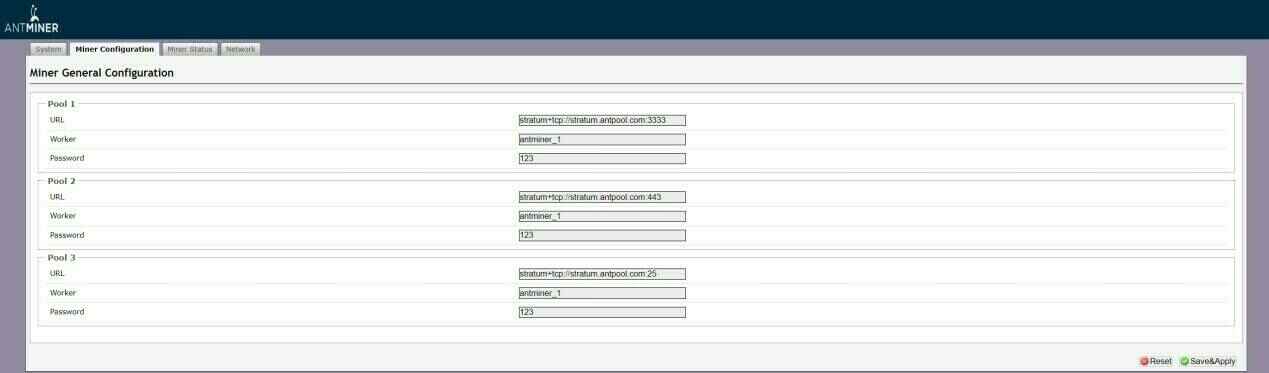 ANTMINER
System Miner Configuration Miner Status Network
Miner General Configuration
Pool 1
URL stratum+tcp://stratum.antpool.com:3333
Worker antminer_1
Password 123
Pool 2
URL stratum+tcp://stratum.antpool.com:443
Worker antminer_1
Password 123
Pool 3
URL stratum+tcp://stratum.antpool.com:25
Worker antminer_1
Password 123
Reset Save&Apply